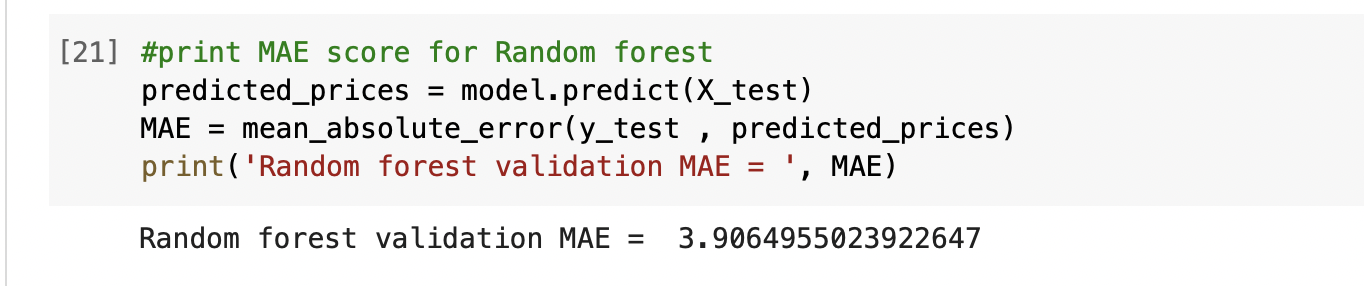 [21] #print MAE score for Random forest
predicted_prices = model.predict(X_test)
MAE = mean_absolute_error(y_test , predicted_prices)
print('Random forest validation MAE = ', MAE)
Random forest validation MAE =  3.9064955023922647